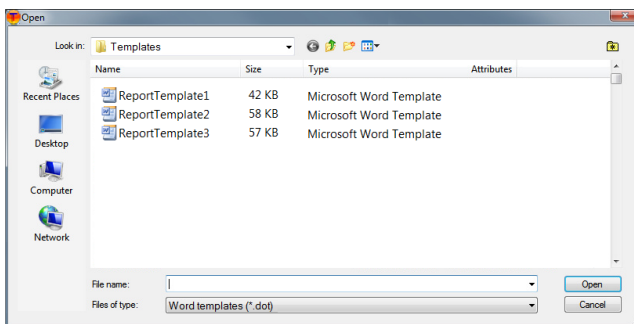 Open
Look in: Templates
Name Size Type Attributes
Recent Places
ReportTemplate1 42 KB Microsoft Word Template
ReportTemplate2 58 KB Microsoft Word Template
ReportTemplate3 57 KB Microsoft Word Template
Desktop
Computer
Network
File name: Open
Files of type: Word templates (*.dot) Cancel